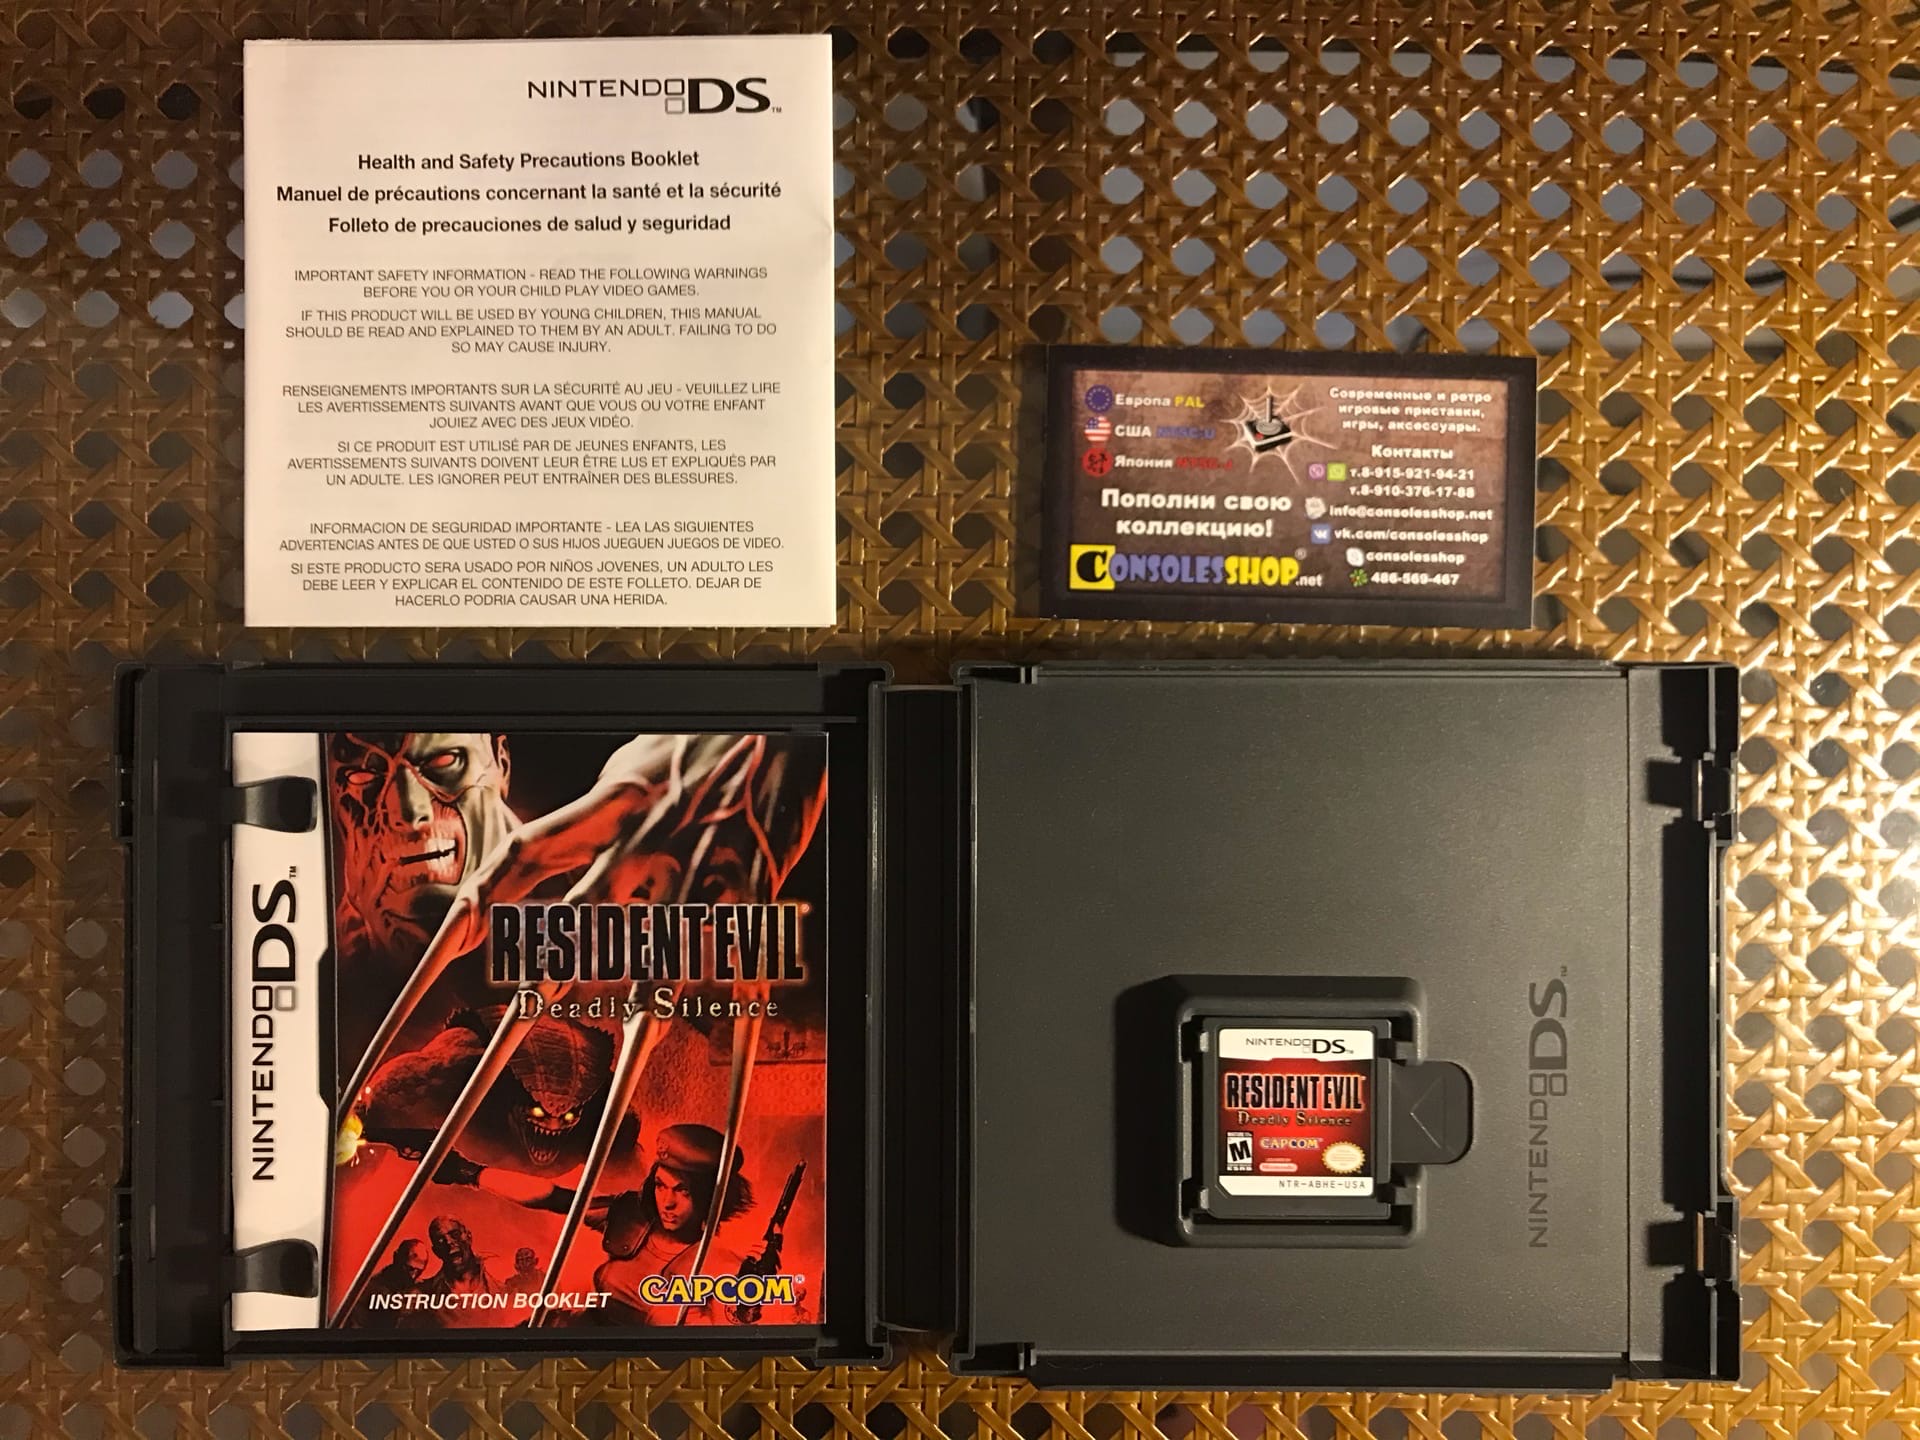 NINTENDO DS™
Health and Safety Precautions Booklet
Manuel de précautions concernant la santé et la sécurité
Folleto de precauciones de salud y seguridad
IMPORTANT SAFETY INFORMATION - READ THE FOLLOWING WARNINGS
BEFORE YOU OR YOUR CHILD PLAY VIDEO GAMES.
IF THIS PRODUCT WILL BE USED BY YOUNG CHILDREN, THIS MANUAL
SHOULD BE READ AND EXPLAINED TO THEM BY AN ADULT. FAILING TO DO
SO MAY CAUSE INJURY.
RENSEIGNEMENTS IMPORTANTS SUR LA SÉCURITÉ AU JEU - VEUILLEZ LIRE
LES AVERTISSEMENTS SUIVANTS AVANT QUE VOUS OU VOTRE ENFANT
JOUIEZ AVEC DES JEUX VIDÉO.
SI CE PRODUIT EST UTILISÉ PAR DE JEUNES ENFANTS, LES
AVERTISSEMENTS SUIVANTS DOIVENT LEUR ÊTRE LUS ET EXPLIQUÉS PAR
UN ADULTE. LES IGNORER PEUT ENTRAÎNER DES BLESSURES.
INFORMACION DE SEGURIDAD IMPORTANTE - LEA LAS SIGUIENTES
ADVERTENCIAS ANTES DE QUE USTED O SUS HIJOS JUEGUEN JUEGOS DE VIDEO.
SI ESTE PRODUCTO SERA USADO POR NIÑOS JOVENES, UN ADULTO LES
DEBE LEER Y EXPLICAR EL CONTENIDO DE ESTE FOLLETO. DEJAR DE
HACERLO PODRIA CAUSAR UNA HERIDA.
Европа PAL
США NTSC-U
Япония NTSC-J
Пополни свою
коллекцию!
CONSOLESSHOP®.net
Современные и ретро
игровые приставки,
игры, аксессуары.
Контакты
т.8-915-921-94-21
т.8-910-376-17-88
info@consolesshop.net
vk.com/consolesshop
consolesshop
486-569-467
NINTENDO DS™
RESIDENT EVIL®
Deadly Silence
INSTRUCTION BOOKLET
CAPCOM®
NINTENDO DS™
RESIDENT EVIL
Deadly Silence
M
CAPCOM
Nintendo
NTR-ABHE-USA
NINTENDO DS™